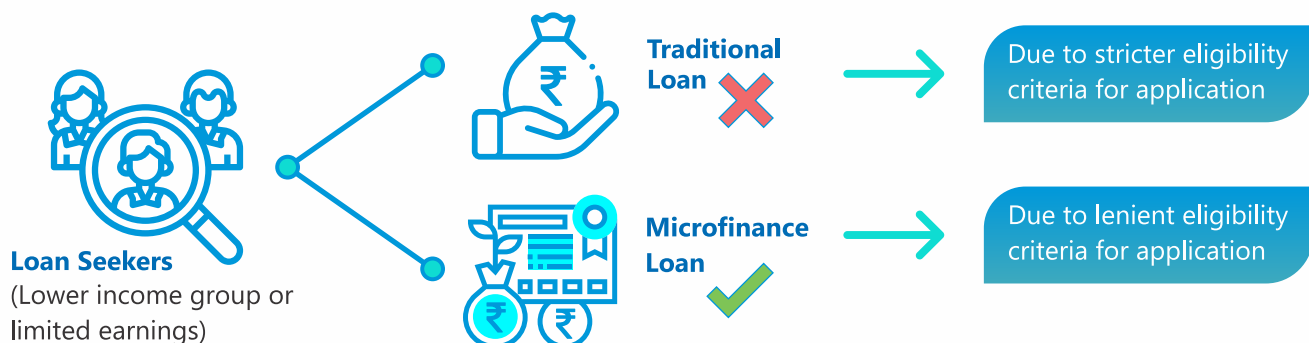 Loan Seekers
(Lower income group or
limited earnings)
₹
Traditional
Loan
Due to stricter eligibility
criteria for application
₹
₹
Microfinance
Loan
Due to lenient eligibility
criteria for application